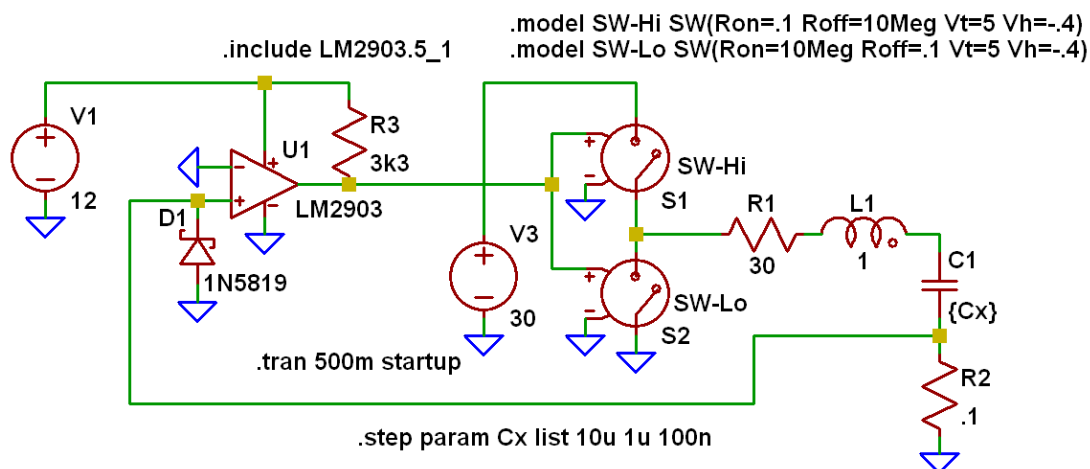 .model SW-Hi SW(Ron=.1 Roff=10Meg Vt=5 Vh=-.4)
.include LM2903.5_1
.model SW-Lo SW(Ron=10Meg Roff=.1 Vt=5 Vh=-.4)
V1
12
R3
3k3
U1
LM2903
D1
1N5819
V3
30
SW-Hi
S1
SW-Lo
S2
R1
30
L1
1
C1
{Cx}
R2
.1
.tran 500m startup
.step param Cx list 10u 1u 100n